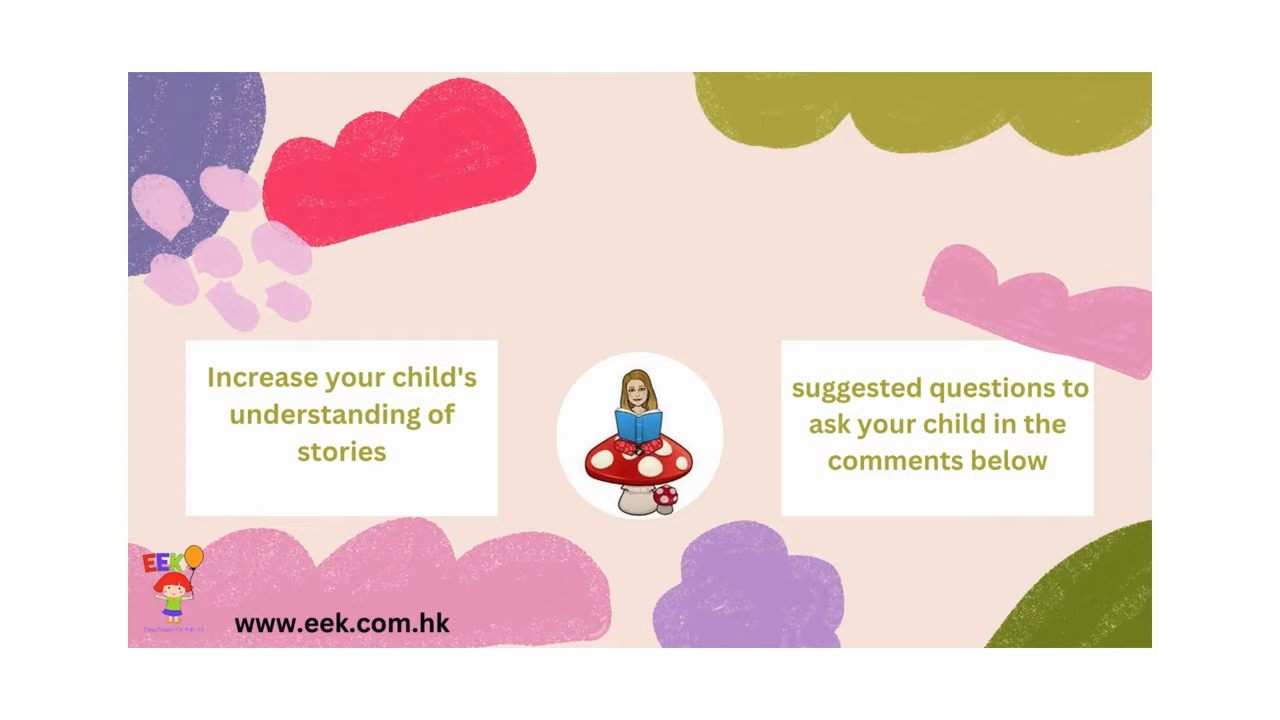 Increase your child's
understanding of
stories
suggested questions to
ask your child in the
comments below
EEK
www.eek.com.hk